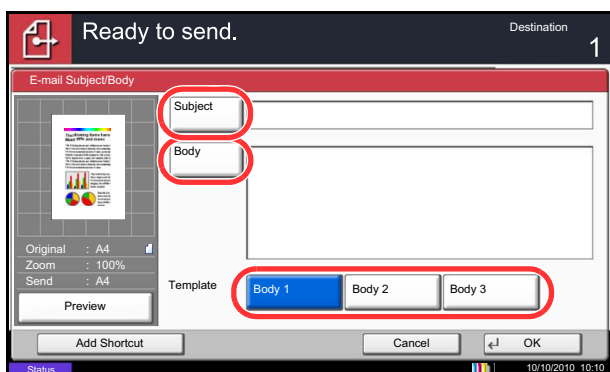 Ready to send.
Destination
1
E-mail Subject/Body
Subject
Body
Original : A4
Zoom : 100%
Send : A4
Preview
Template
Body 1
Body 2
Body 3
Add Shortcut
Cancel
OK
Status
10/10/2010 10:10